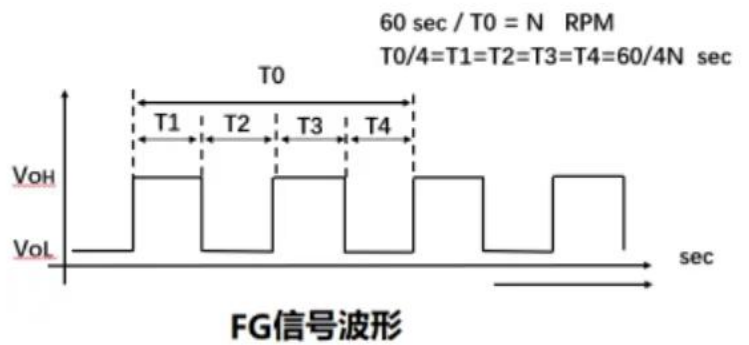 60 sec / T0 = N RPM
T0/4=T1=T2=T3=T4=60/4N sec
T0
T1 T2 T3 T4
VOH
VOL
sec
FG信号波形